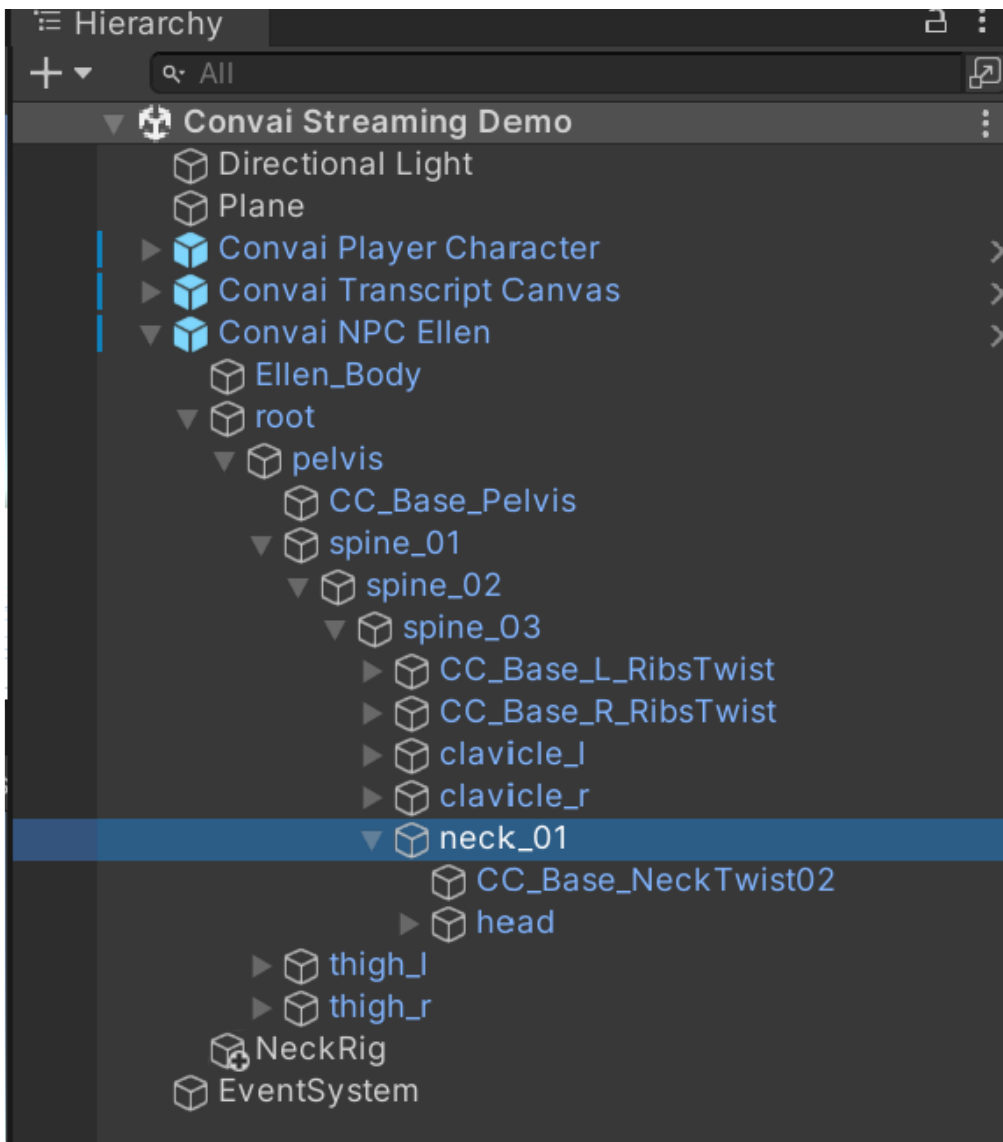 Hierarchy
All
Convai Streaming Demo
Directional Light
Plane
Convai Player Character
Convai Transcript Canvas
Convai NPC Ellen
Ellen_Body
root
pelvis
CC_Base_Pelvis
spine_01
spine_02
spine_03
CC_Base_L_RibsTwist
CC_Base_R_RibsTwist
clavicle_l
clavicle_r
neck_01
CC_Base_NeckTwist02
head
thigh_l
thigh_r
NeckRig
EventSystem